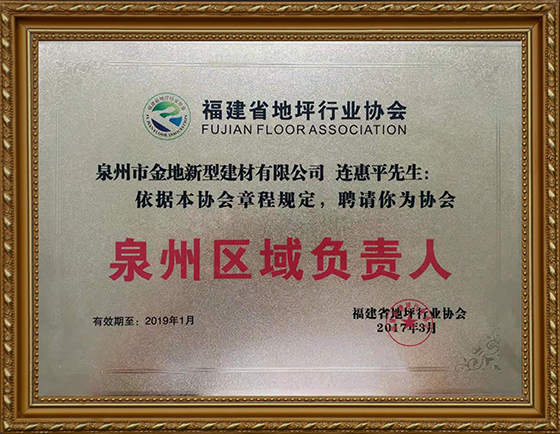 福建省地坪行业协会
FUJIAN FLOOR ASSOCIATION
泉州市金地新型建材有限公司 连惠平先生：
依据本协会章程规定，聘请你为协会
泉州区域负责人
有效期至：2019年1月
福建省地坪行业协会
2017年3月